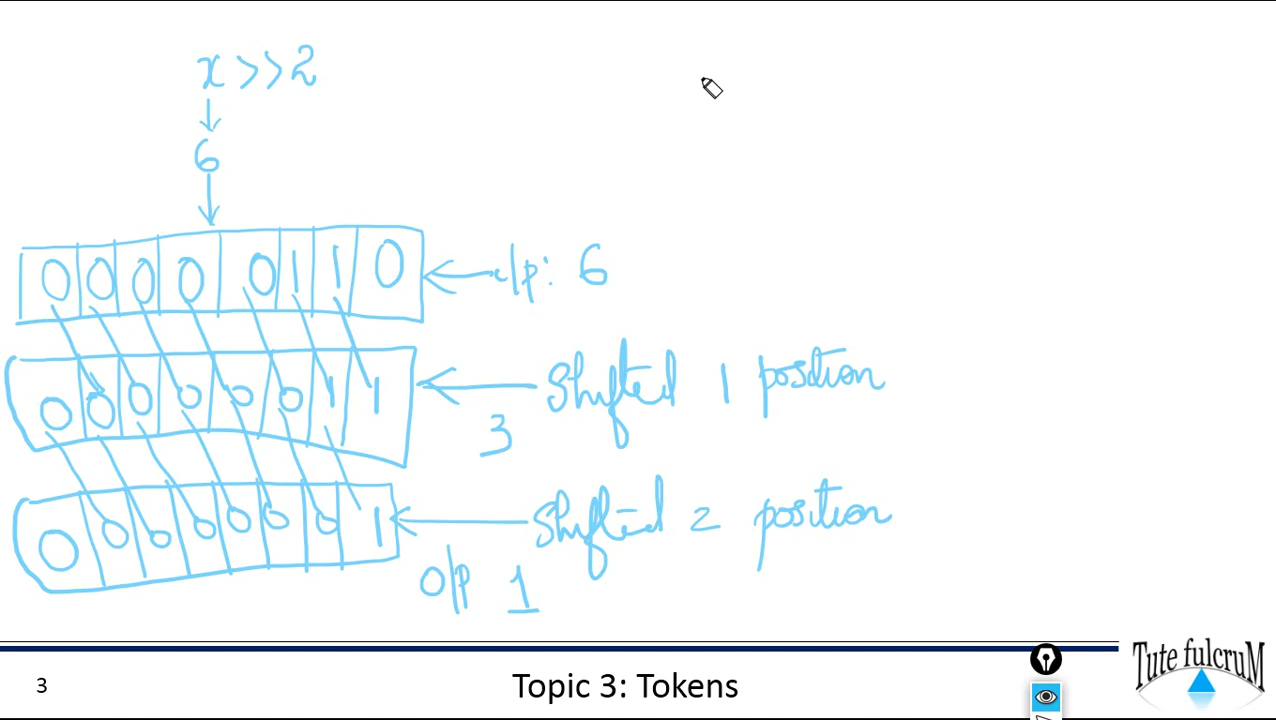 x >> 2
6
0 0 0 0 0 1 1 0 i/p: 6
0 0 0 0 0 0 1 1 Shifted 1 position
3
0 0 0 0 0 0 0 1 Shifted 2 position
o/p 1
3 Topic 3: Tokens Tute fulcruM